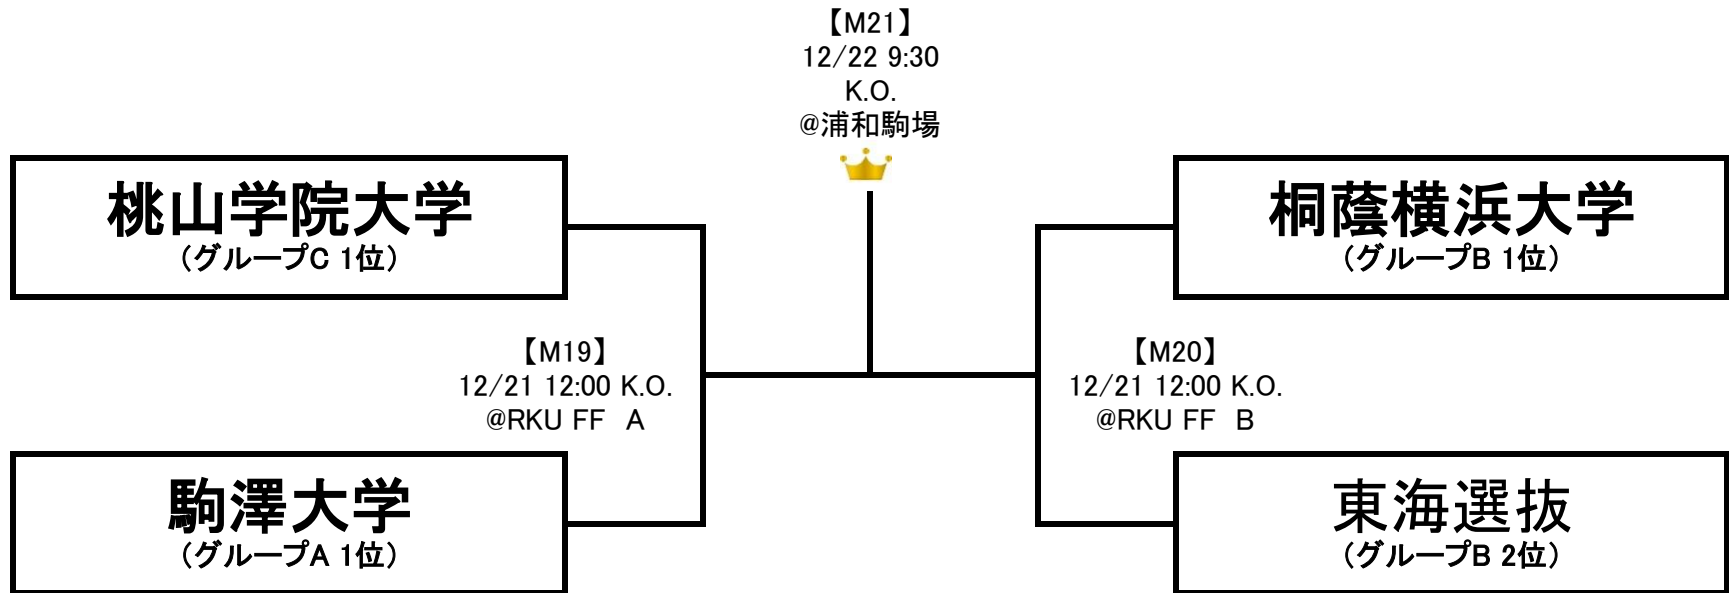 【M21】
12/22 9:30
K.O.
@浦和駒場
桃山学院大学
（グループC 1位）
桐蔭横浜大学
（グループB 1位）
【M19】
12/21 12:00 K.O.
@RKU FF　A
【M20】
12/21 12:00 K.O.
@RKU FF　B
駒澤大学
（グループA 1位）
東海選抜
（グループB 2位）